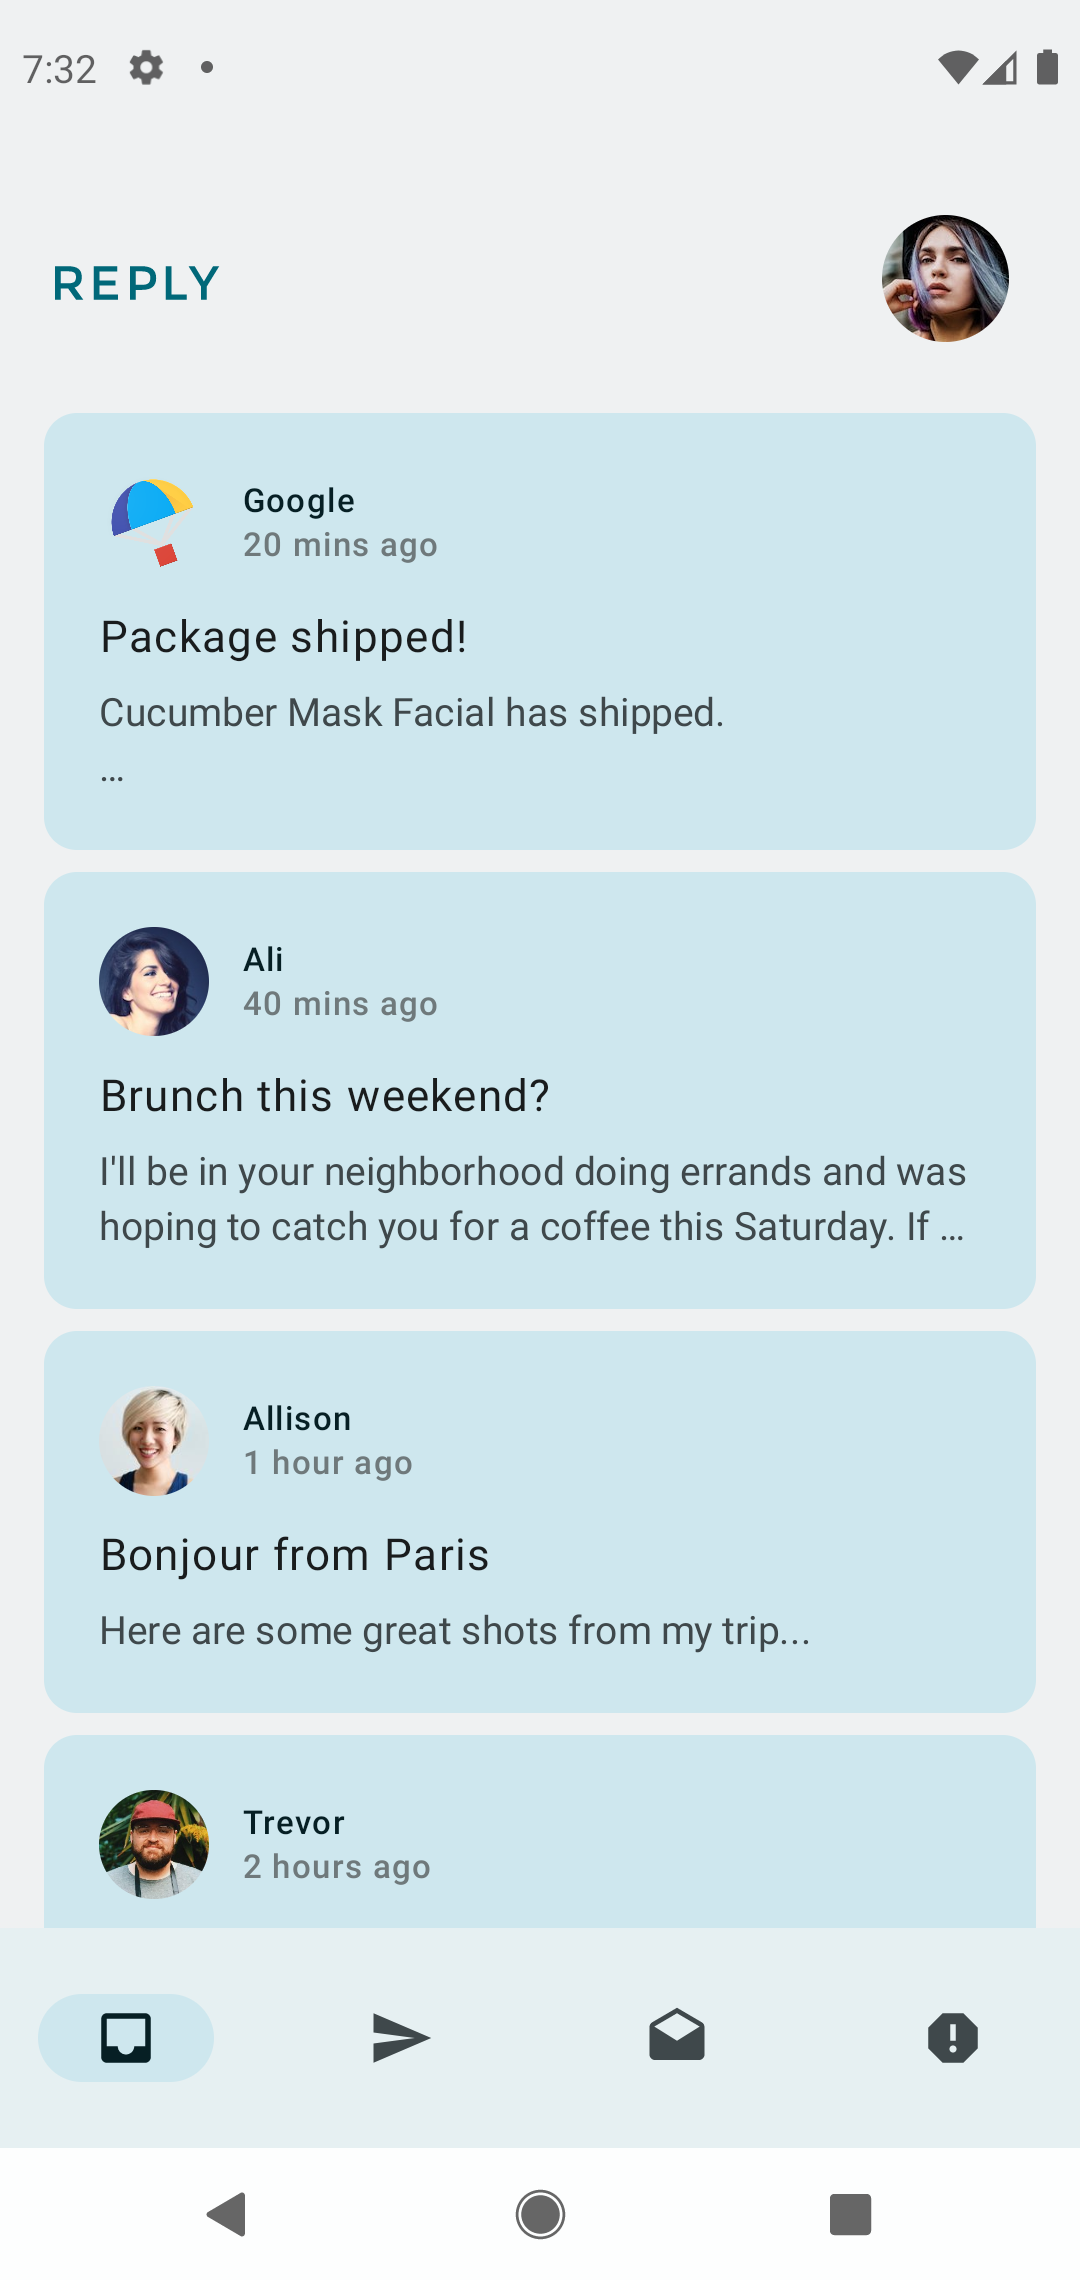 7:32
REPLY
Google
20 mins ago
Package shipped!
Cucumber Mask Facial has shipped.
...
Ali
40 mins ago
Brunch this weekend?
I'll be in your neighborhood doing errands and was
hoping to catch you for a coffee this Saturday. If ...
Allison
1 hour ago
Bonjour from Paris
Here are some great shots from my trip...
Trevor
2 hours ago